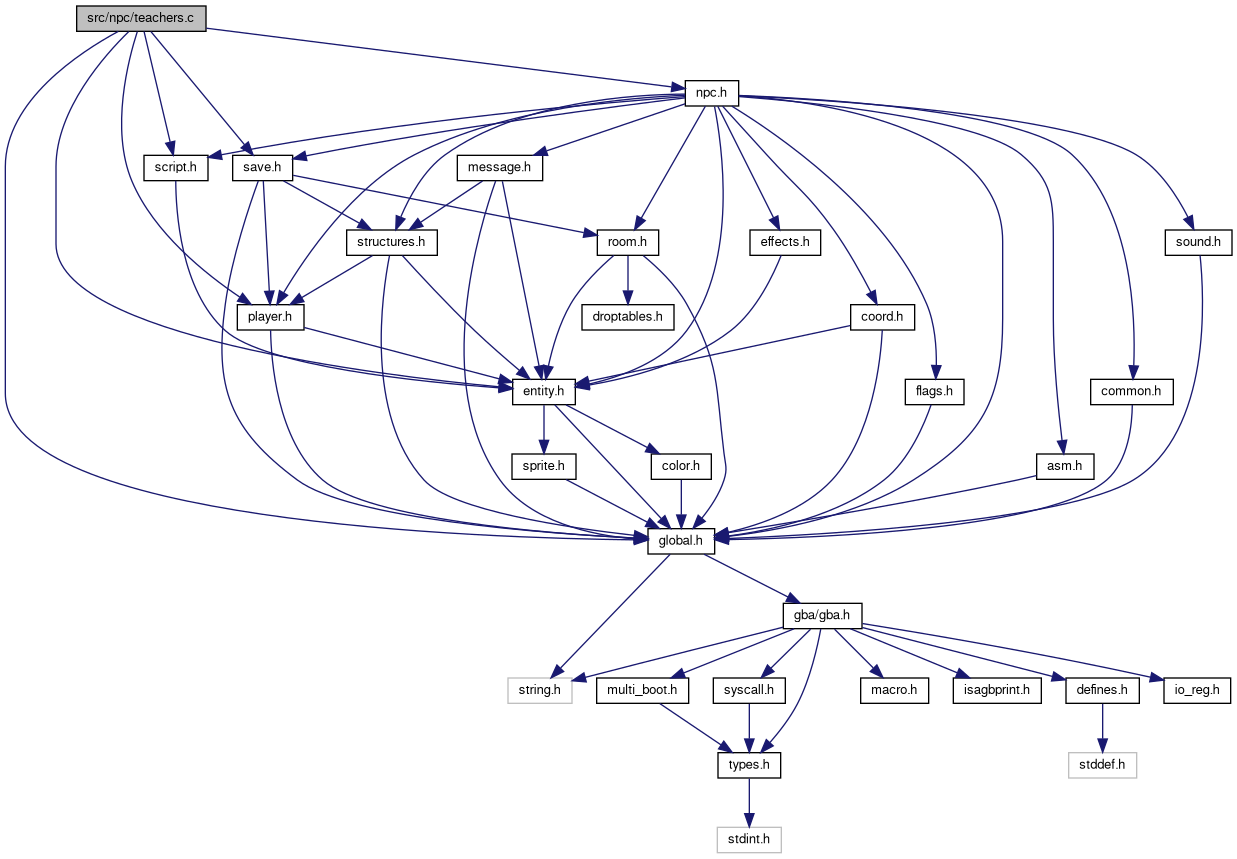 src/npc/teachers.c
npc.h
script.h
save.h
message.h
structures.h
room.h
effects.h
sound.h
player.h
droptables.h
coord.h
entity.h
flags.h
common.h
sprite.h
color.h
asm.h
global.h
gba/gba.h
string.h
multi_boot.h
syscall.h
macro.h
isagbprint.h
defines.h
io_reg.h
types.h
stddef.h
stdint.h